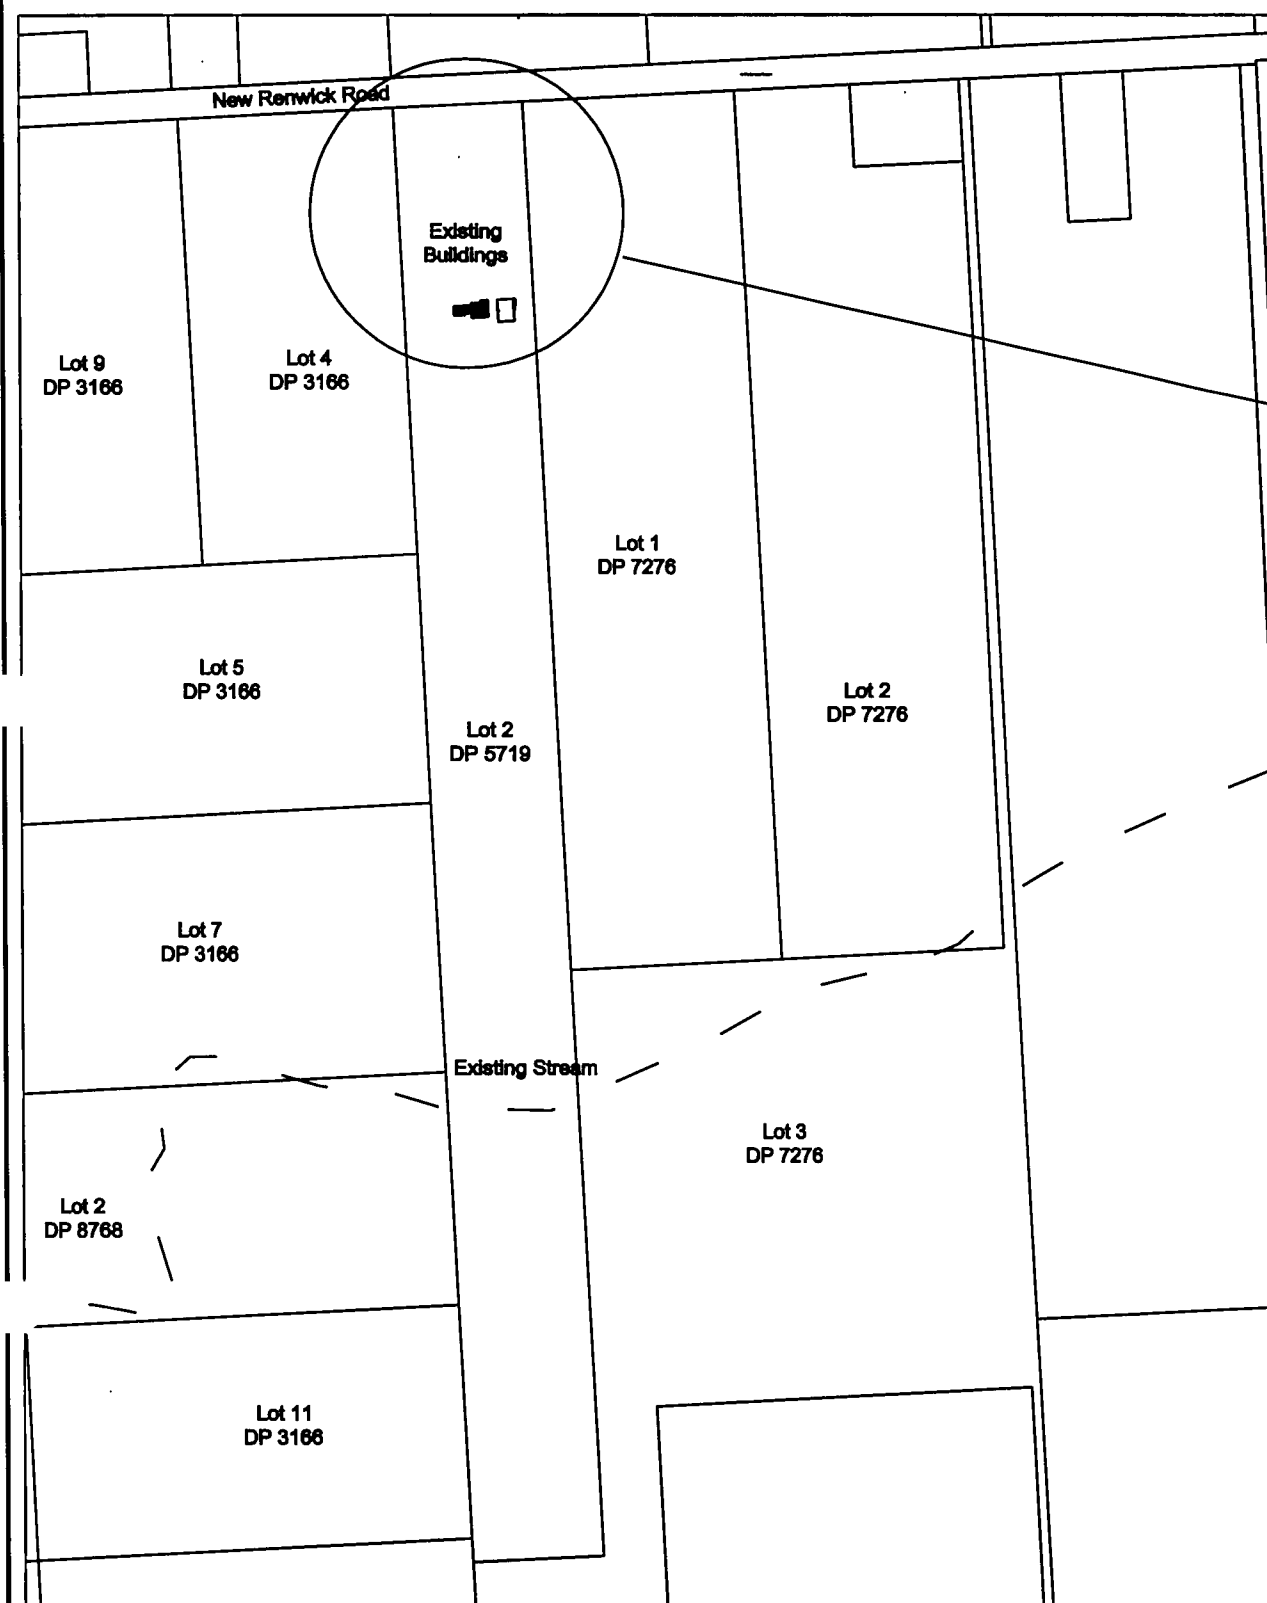 New Renwick Road
Existing
Buildings
Lot 9
DP 3166
Lot 4
DP 3166
Lot 1
DP 7276
Lot 5
DP 3166
Lot 2
DP 7276
Lot 2
DP 5719
Lot 7
DP 3166
Existing Stream
Lot 3
DP 7276
Lot 2
DP 8768
Lot 11
DP 3166